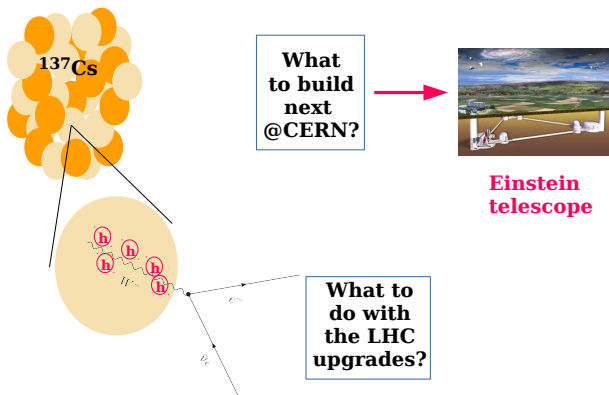 137Cs
What
to build
next
@CERN?
Einstein
telescope
h
h
h
h
h
W−
e−
ν̄e
What to
do with
the LHC
upgrades?